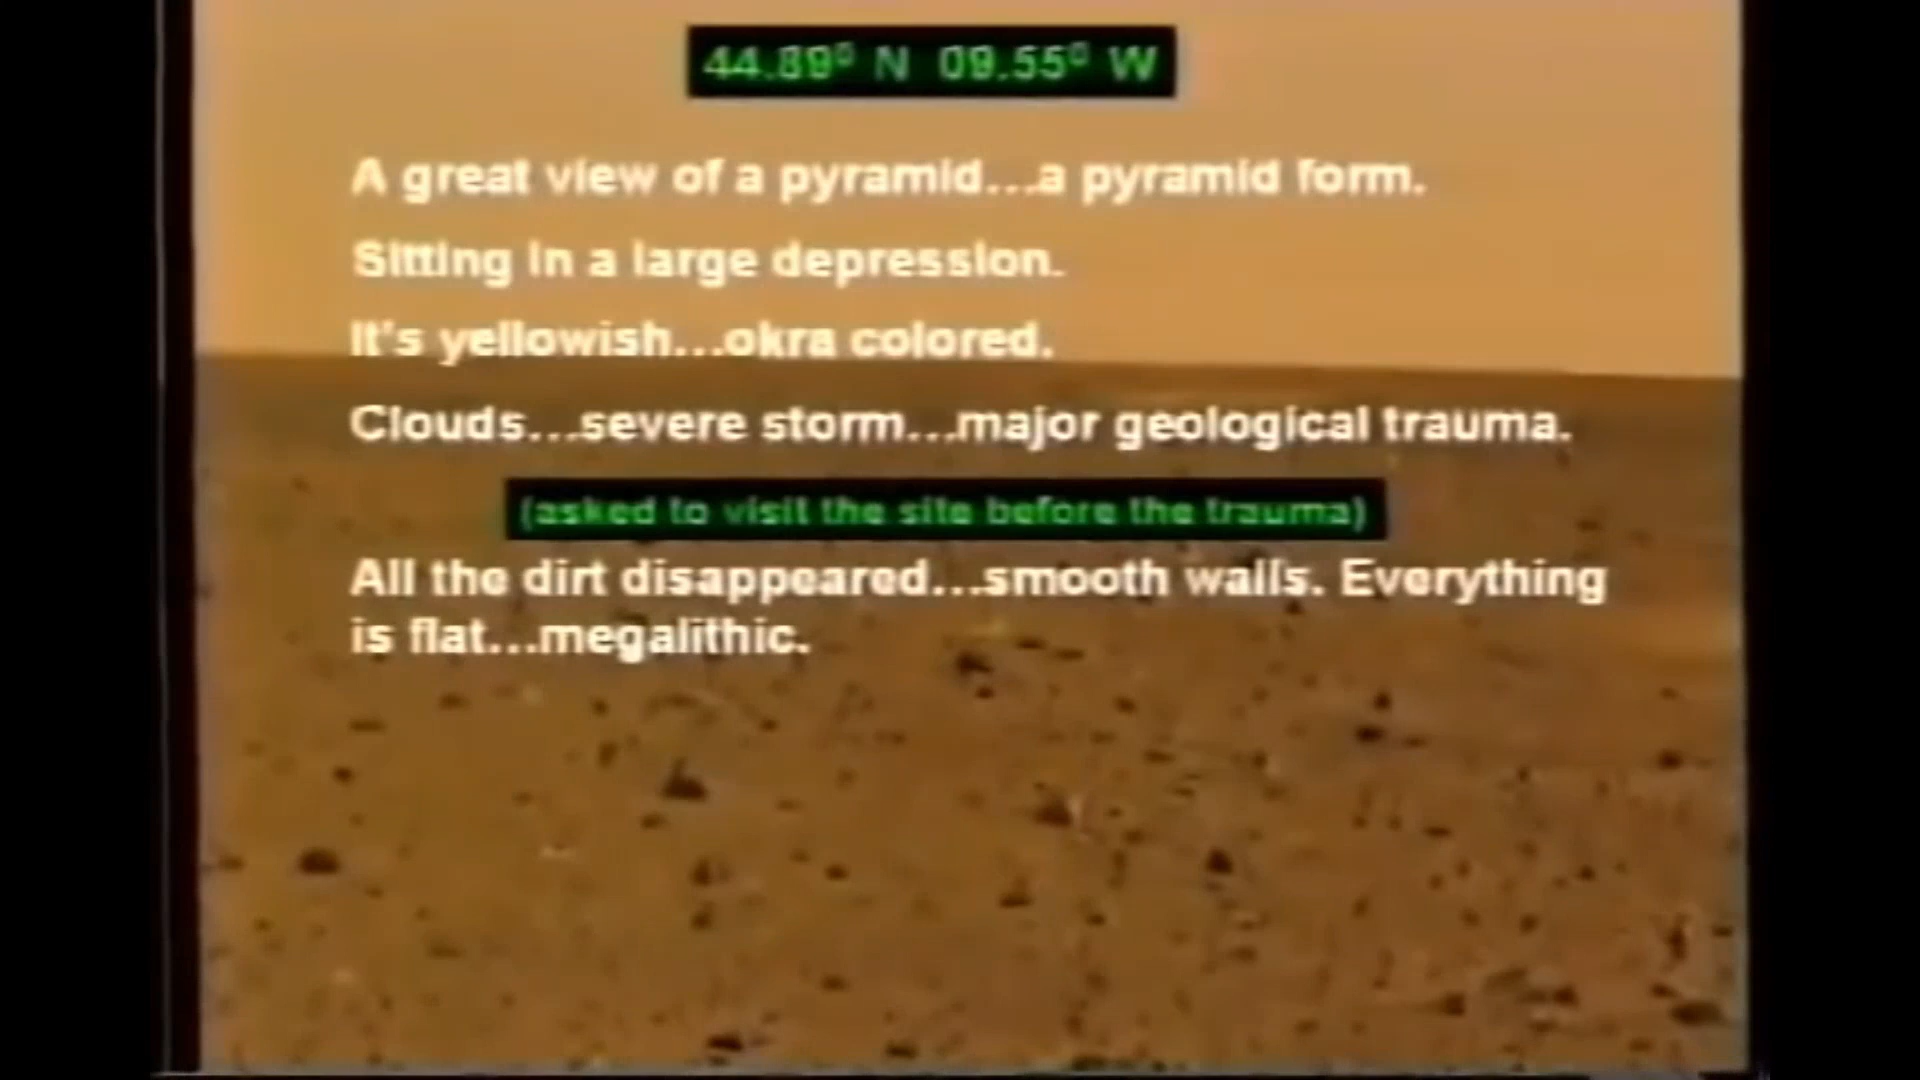 44.89⁰ N 09.55⁰ W
A great view of a pyramid...a pyramid form.
Sitting in a large depression.
It's yellowish...okra colored.
Clouds...severe storm...major geological trauma.
(asked to visit the site before the trauma)
All the dirt disappeared...smooth walls. Everything
is flat...megalithic.